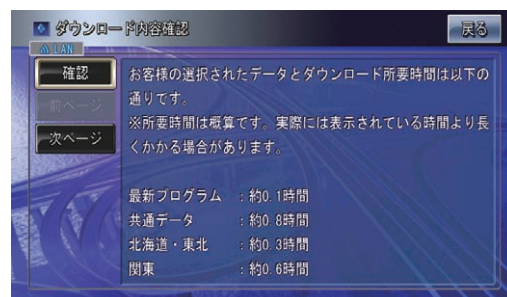 ダウンロード内容確認
戻る
LAN
確認
前ページ
次ページ
お客様の選択されたデータとダウンロード所要時間は以下の
通りです。
※所要時間は概算です。実際には表示されている時間より長
くかかる場合があります。
最新プログラム :約0.1時間
共通データ :約0.8時間
北海道・東北 :約0.3時間
関東 :約0.6時間